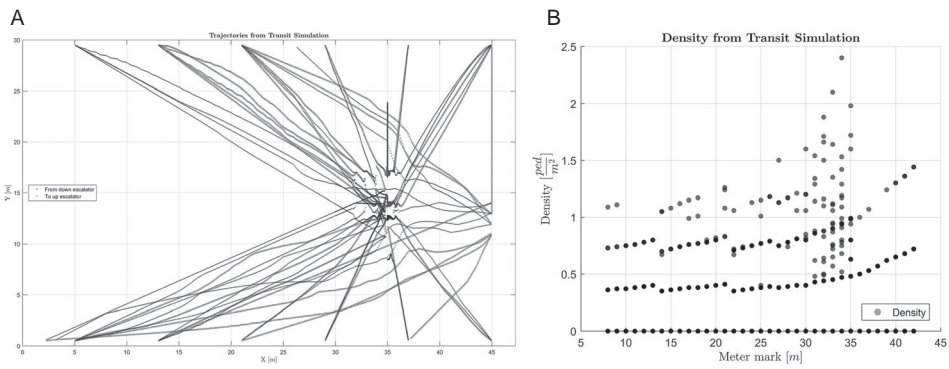 A
Trajectories from Transit Simulation
30
25
20
15
10
5
0
Y [m]
From down escalator
To up escalator
0 5 10 15 20 25 30 35 40 45
X [m]
B
Density from Transit Simulation
2.5
2
1.5
1
0.5
0
Density [ped/m²]
Density
5 10 15 20 25 30 35 40 45
Meter mark [m]